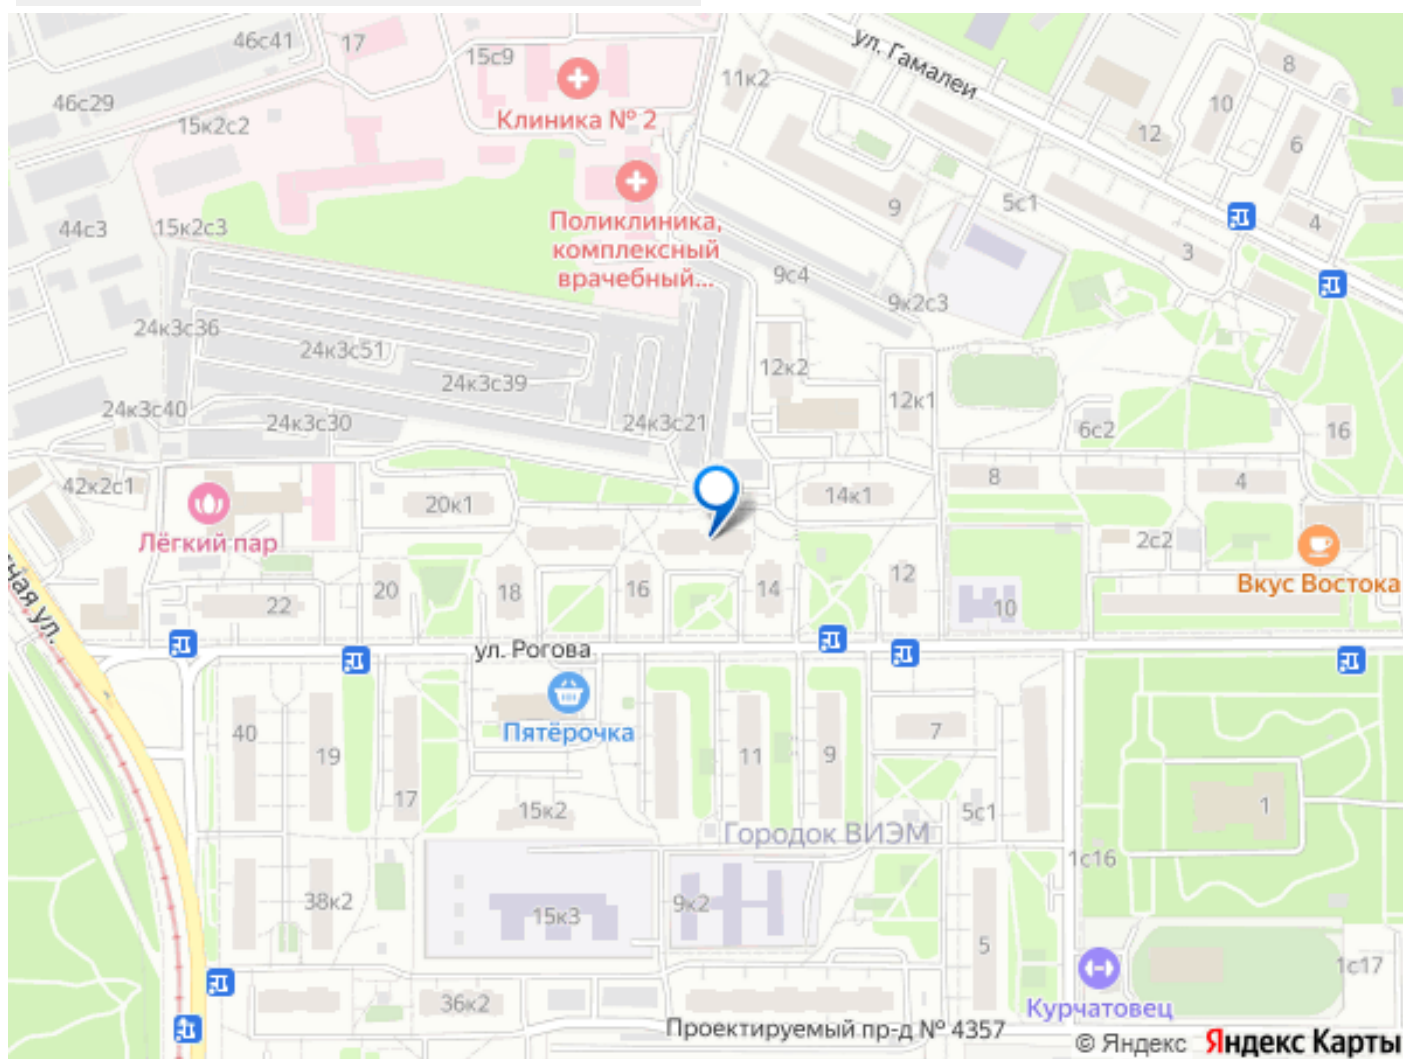 46с41
17
15с9
ул. Гамалеи
8
11к2
46с29
10
Клиника № 2
15к2с2
12
6
Поликлиника,
комплексный
врачебный...
9
5с1
44с3
15к2с3
4
3
9с4
9к2с3
24к3с36
24к3с51
24к3с39
12к2
12к1
24к3с40
24к3с30
24к3с21
6с2
16
42к2с1
20к1
14к1
8
4
Лёгкий пар
2с2
Вкус Востока
22
20
18
16
14
12
10
ная ул.
ул. Рогова
Пятёрочка
40
19
17
11
9
7
15к2
5с1
1
Городок ВИЭМ
1с16
38к2
15к3
9к2
5
1с17
36к2
Курчатовец
Проектируемый пр-д № 4357
© Яндекс Яндекс Карты